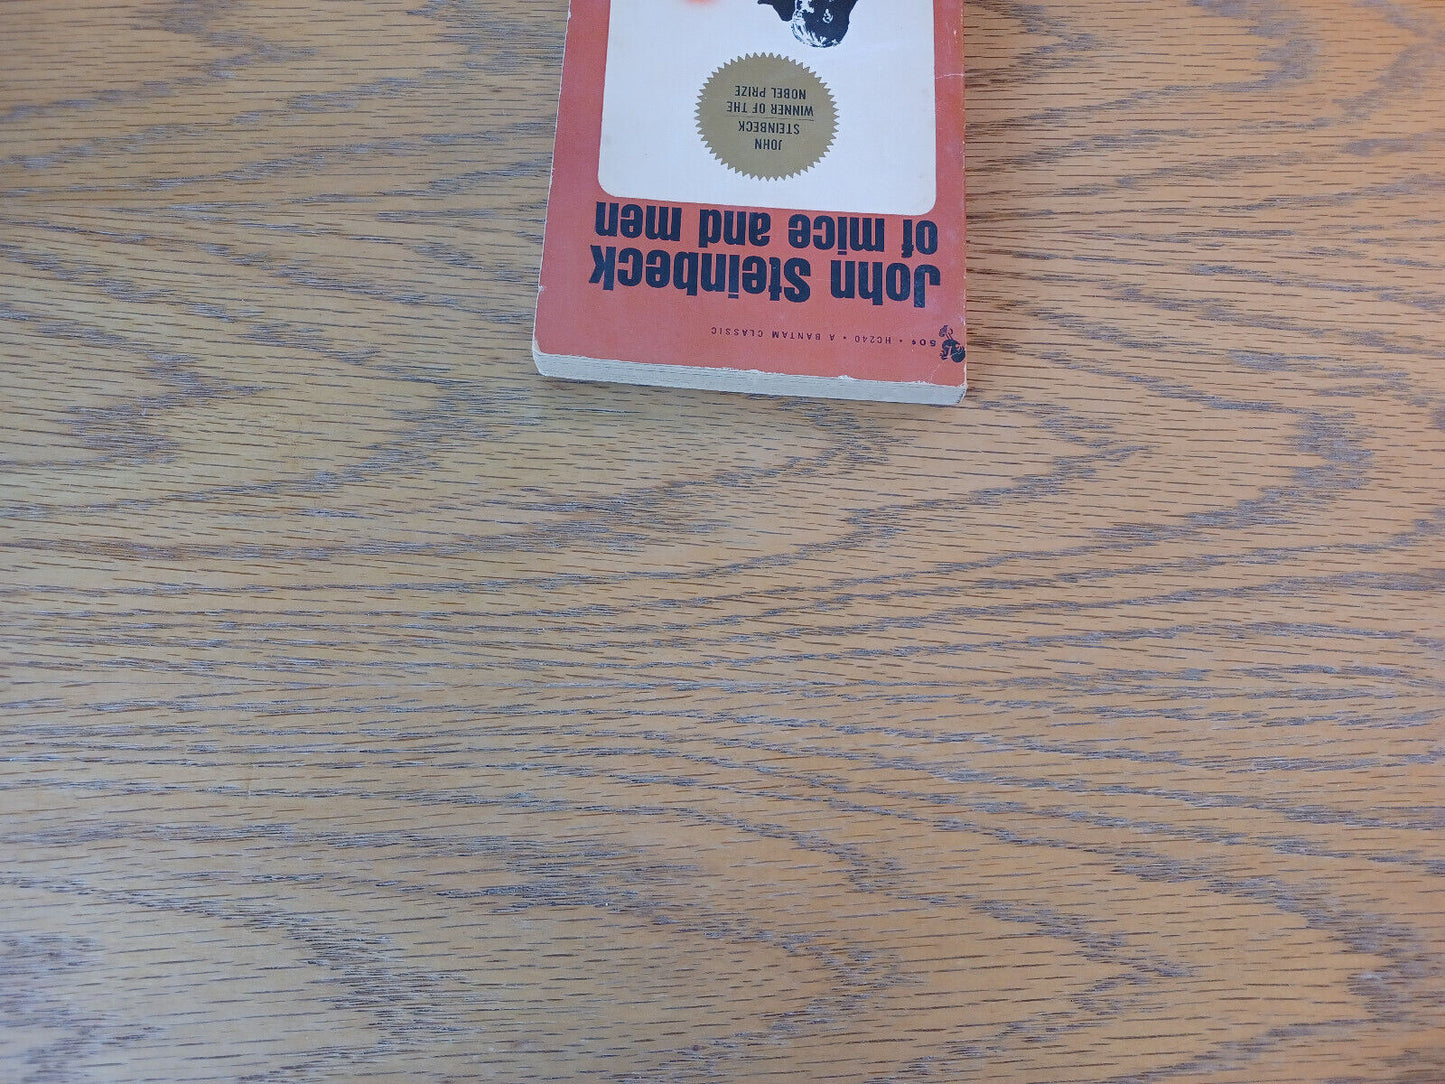 50¢ • HC240 • A BANTAM CLASSIC
John Steinbeck
of mice and men
JOHN
STEINBECK
WINNER OF THE
NOBEL PRIZE